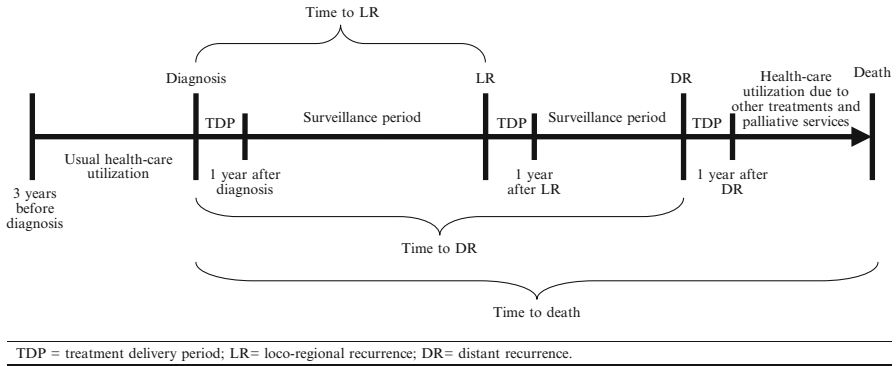 Time to LR
Diagnosis
LR
DR
Health-care
utilization due to
other treatments and
palliative services
Death
TDP
Surveillance period
TDP
Surveillance period
TDP
Usual health-care
utilization
3 years
before
diagnosis
1 year after
diagnosis
1 year
after LR
1 year after
DR
Time to DR
Time to death
TDP = treatment delivery period; LR= loco-regional recurrence; DR= distant recurrence.